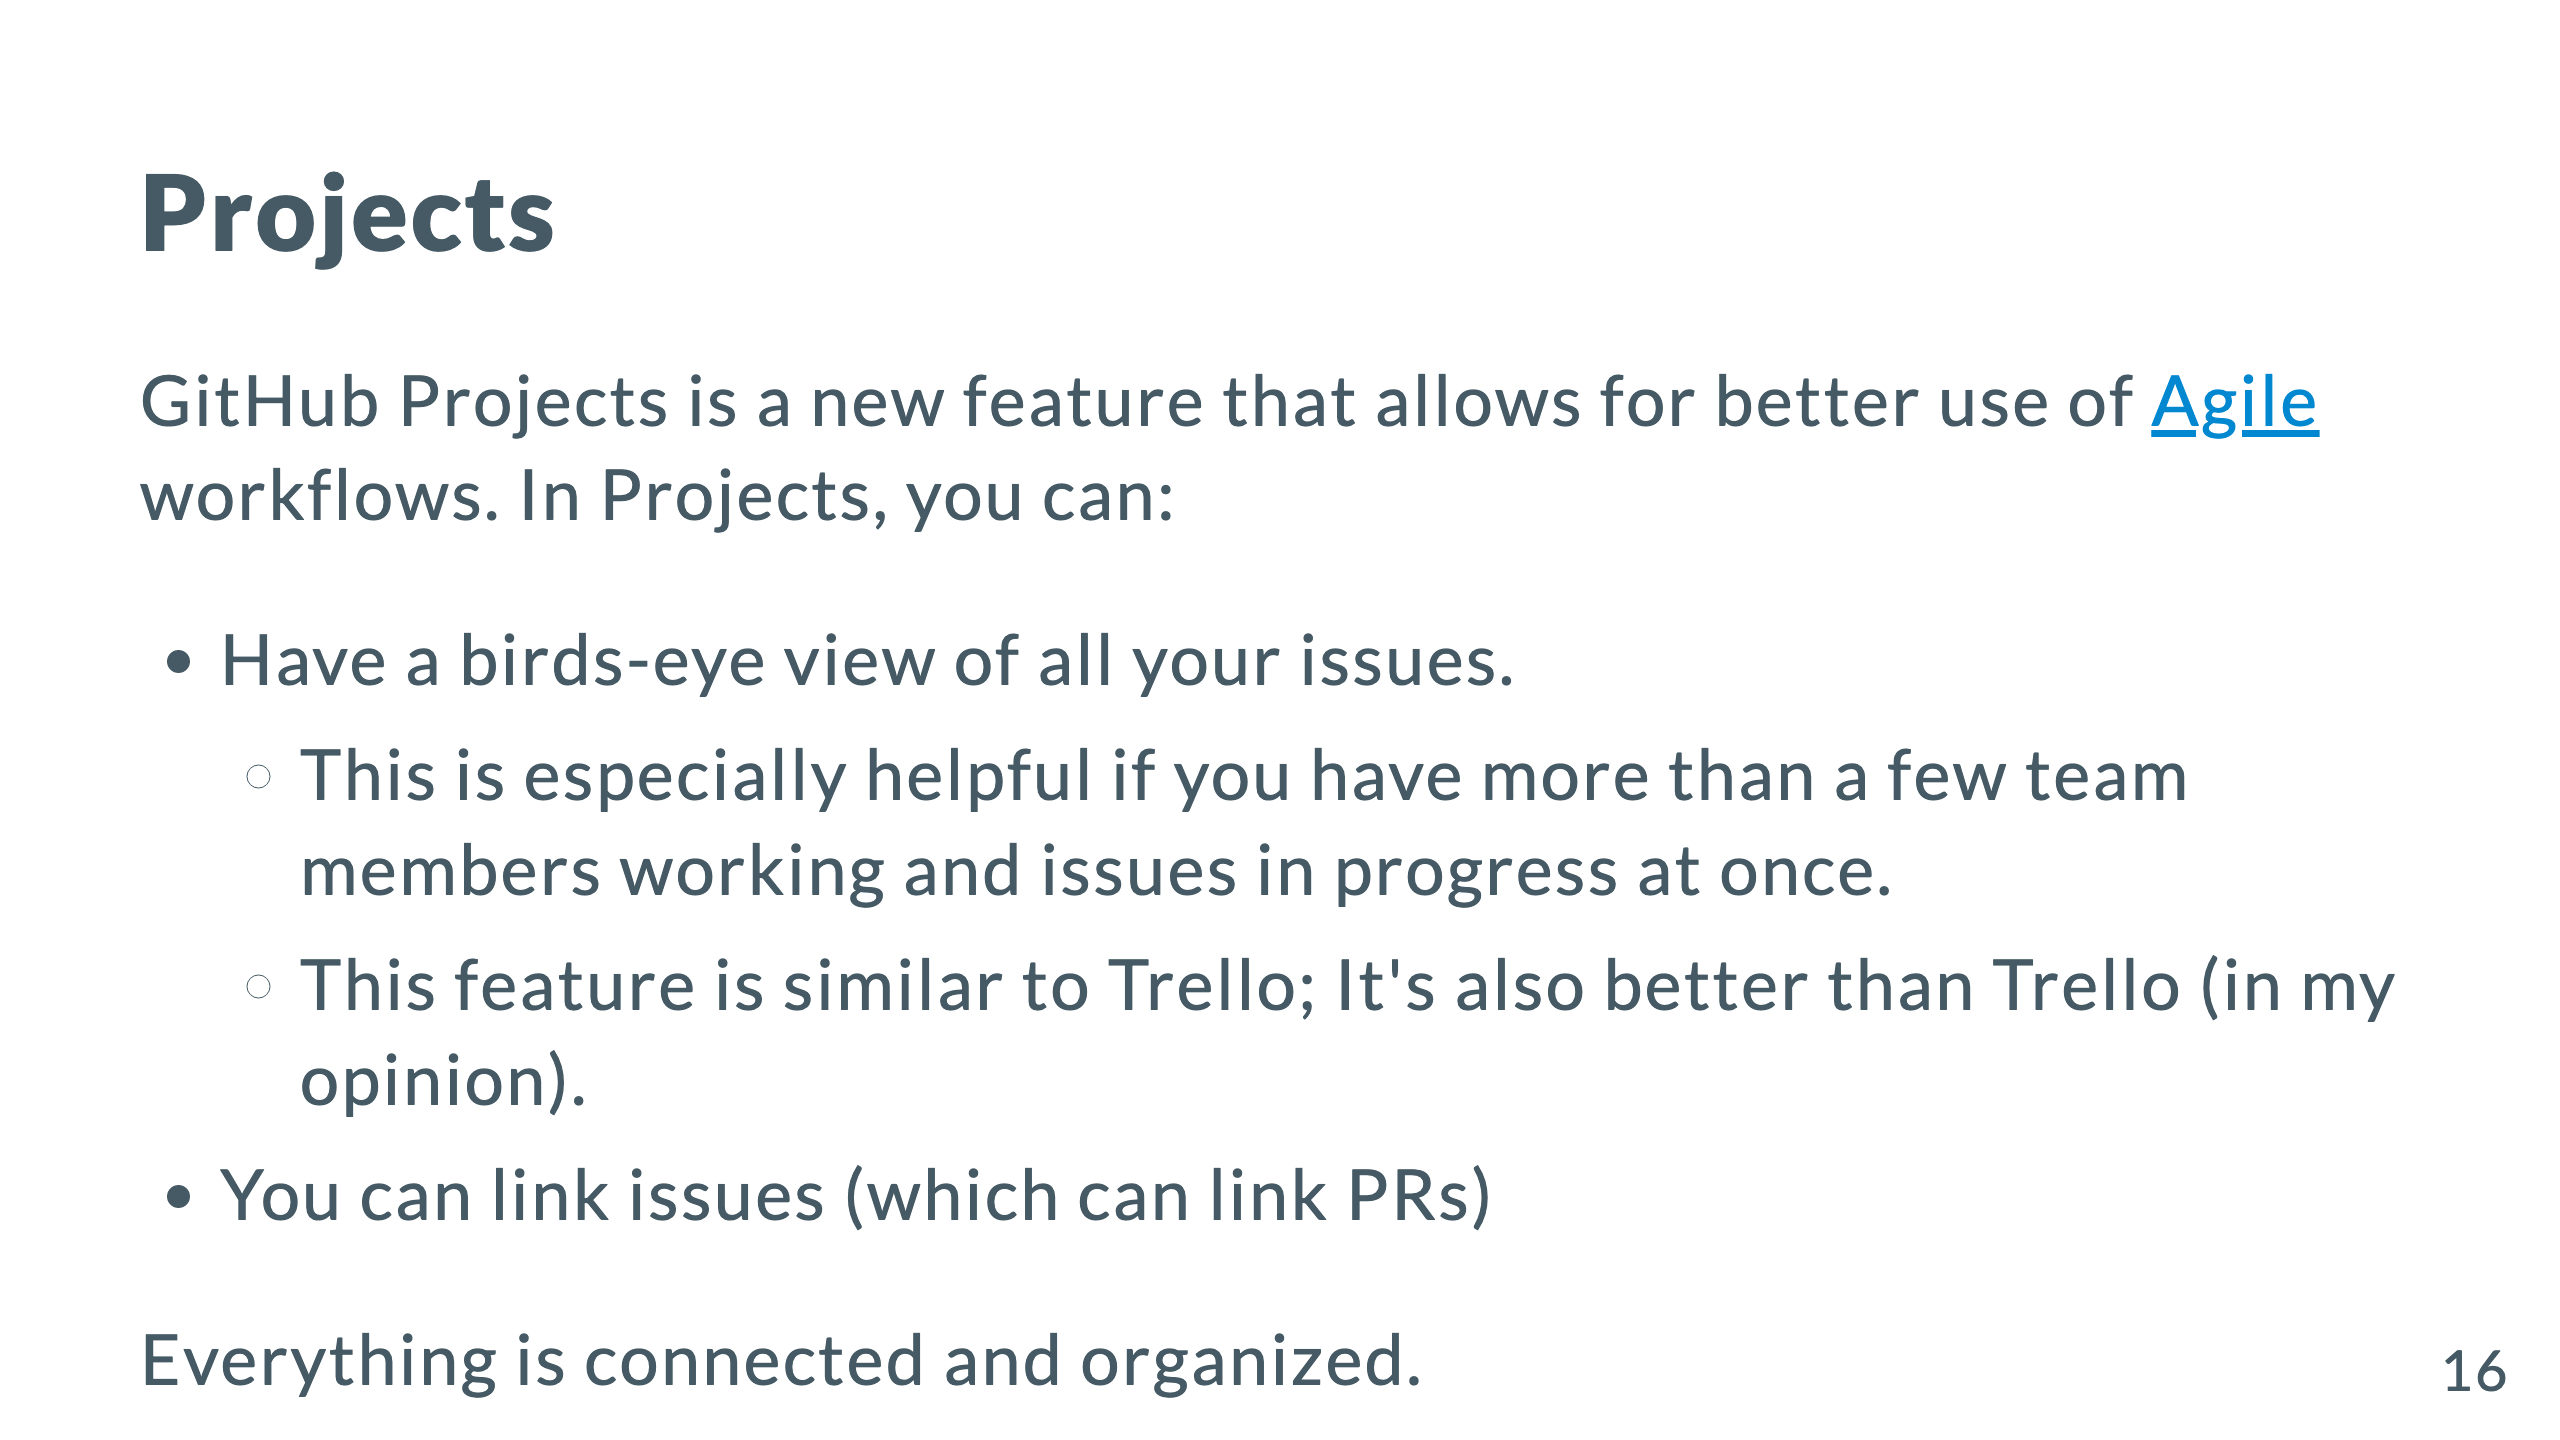 Projects
GitHub Projects is a new feature that allows for better use of Agile
workflows. In Projects, you can:
• Have a birds-eye view of all your issues.
○ This is especially helpful if you have more than a few team
members working and issues in progress at once.
○ This feature is similar to Trello; It's also better than Trello (in my
opinion).
• You can link issues (which can link PRs)
Everything is connected and organized.
16